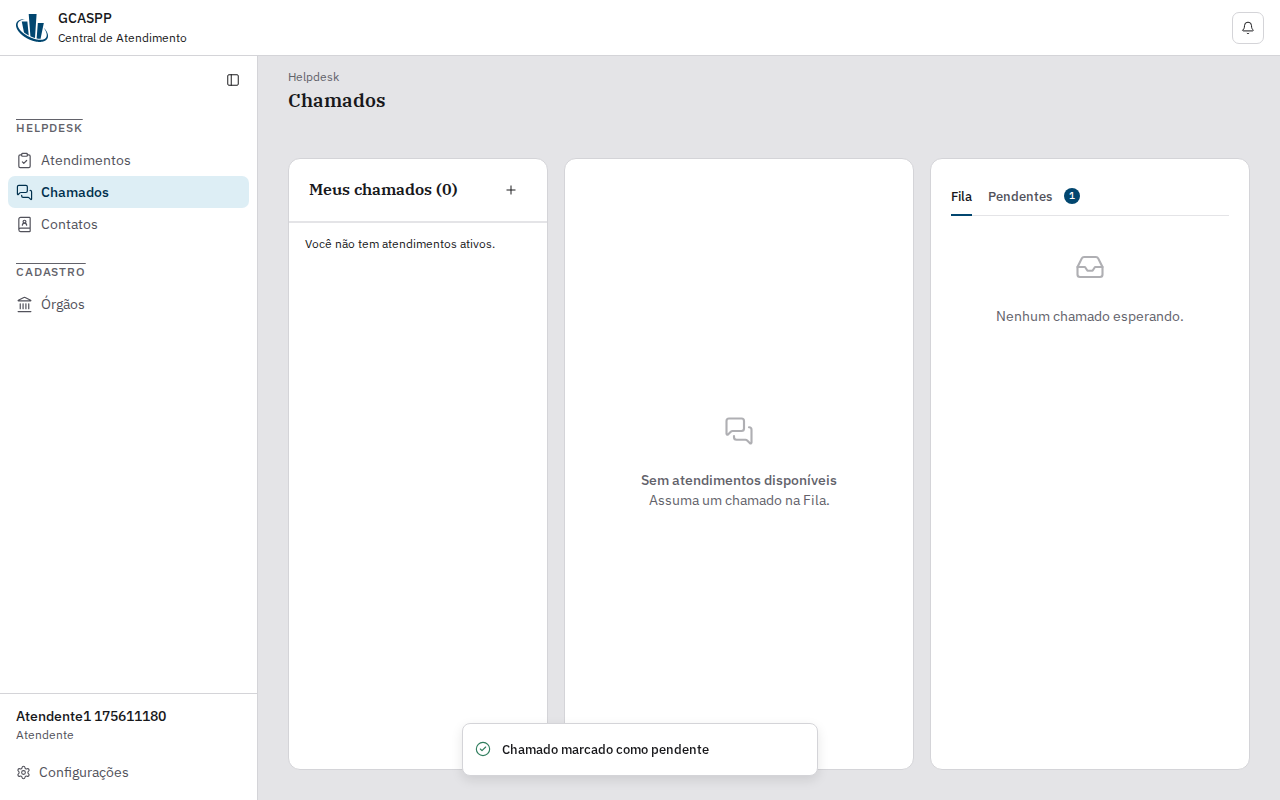 GCASPP
Central de Atendimento
HELPDESK
Atendimentos
Chamados
Contatos
CADASTRO
Órgãos
Atendente1 175611180
Atendente
Configurações
Helpdesk
Chamados
Meus chamados (0)
Você não tem atendimentos ativos.
Sem atendimentos disponíveis
Assuma um chamado na Fila.
Fila Pendentes 1
Nenhum chamado esperando.
Chamado marcado como pendente